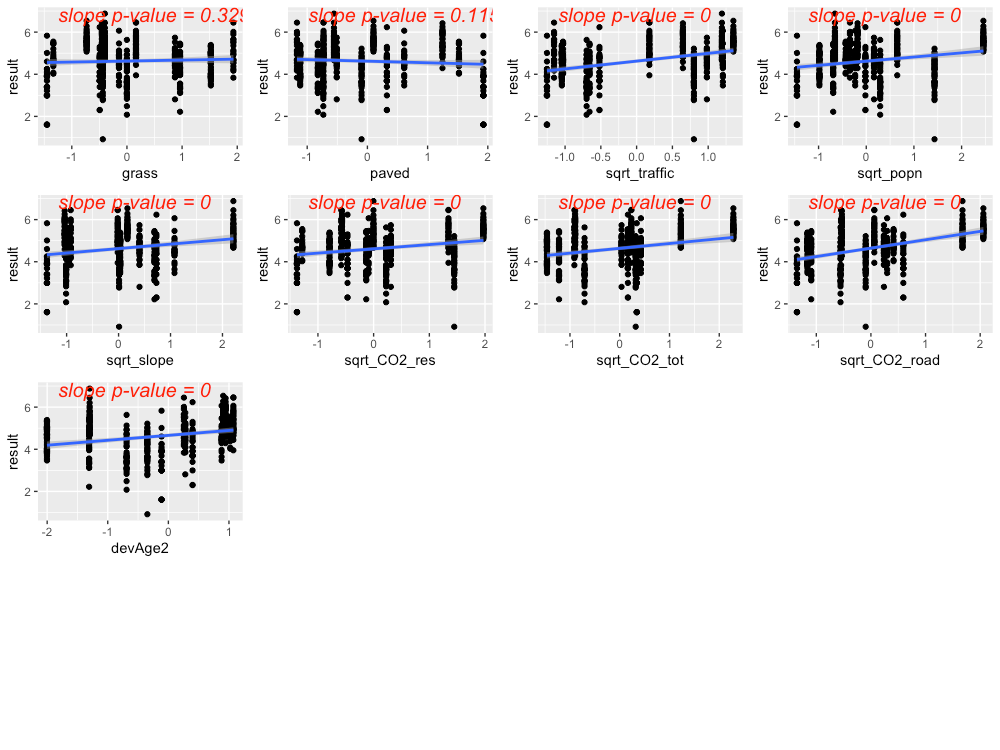 slope p-value = 0.329
6
4
2
result
-1
0
1
2
grass
slope p-value = 0.115
6
4
2
result
-1
0
1
2
paved
slope p-value = 0
6
4
2
result
-1.0
-0.5
0.0
0.5
1.0
sqrt_traffic
slope p-value = 0
6
4
2
result
-1
0
1
2
sqrt_popn
slope p-value = 0
6
4
2
result
-1
0
1
2
sqrt_slope
slope p-value = 0
6
4
2
result
-1
0
1
2
sqrt_CO2_res
slope p-value = 0
6
4
2
result
-1
0
1
2
sqrt_CO2_tot
slope p-value = 0
6
4
2
result
-1
0
1
2
sqrt_CO2_road
slope p-value = 0
6
4
2
result
-2
-1
0
1
devAge2